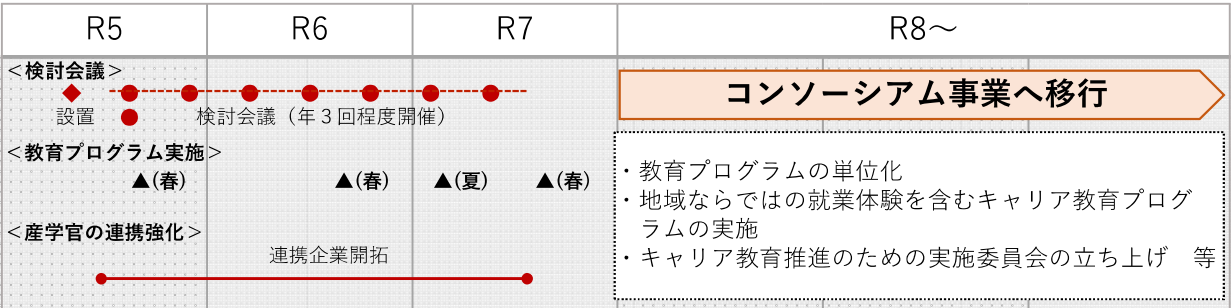 R5 R6 R7 R8～
＜検討会議＞
コンソーシアム事業へ移行
設置 検討会議（年３回程度開催）
＜教育プログラム実施＞
▲(春) ▲(春) ▲(夏) ▲(春)
＜産学官の連携強化＞
連携企業開拓
・教育プログラムの単位化
・地域ならではの就業体験を含むキャリア教育プログ
ラムの実施
・キャリア教育推進のための実施委員会の立ち上げ　等